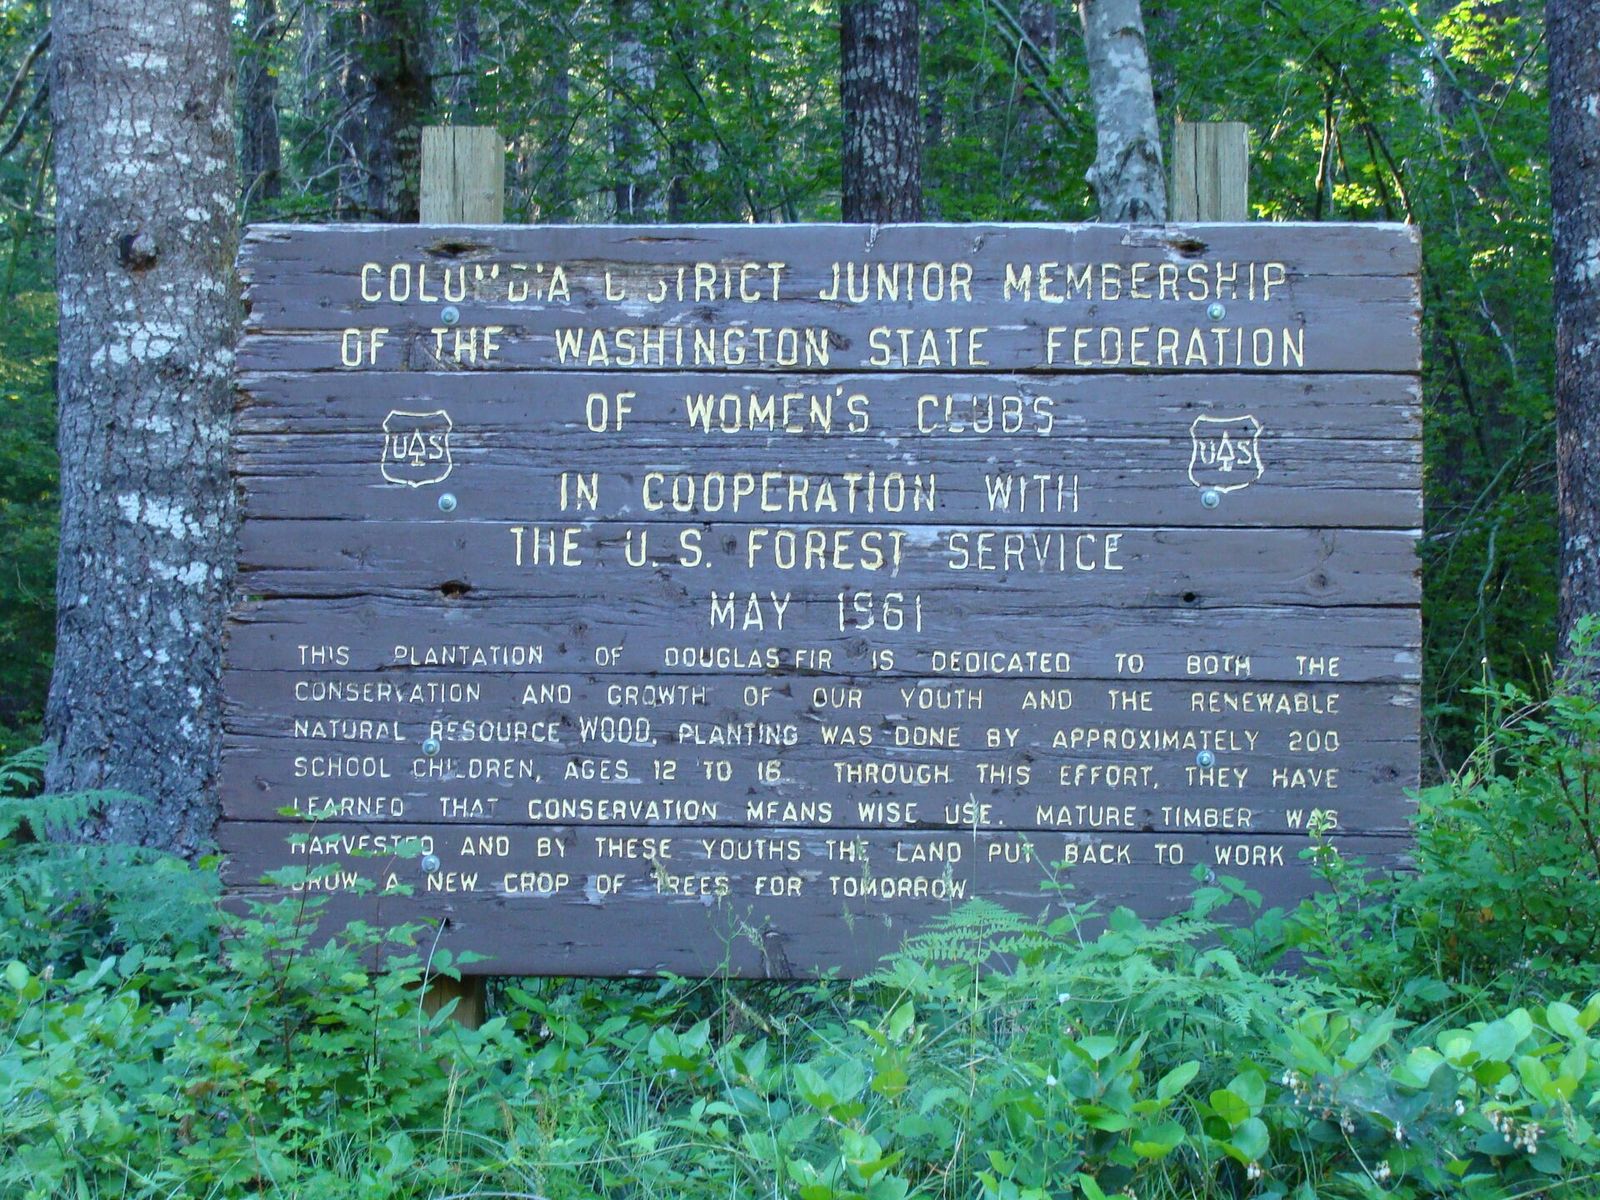 COLUMBIA DISTRICT JUNIOR MEMBERSHIP
OF THE WASHINGTON STATE FEDERATION
OF WOMEN'S CLUBS
IN COOPERATION WITH
THE U.S. FOREST SERVICE
MAY 1961
U S
U S
THIS PLANTATION OF DOUGLAS FIR IS DEDICATED TO BOTH THE
CONSERVATION AND GROWTH OF OUR YOUTH AND THE RENEWABLE
NATURAL RESOURCE WOOD. PLANTING WAS DONE BY APPROXIMATELY 200
SCHOOL CHILDREN, AGES 12 TO 16. THROUGH THIS EFFORT, THEY HAVE
LEARNED THAT CONSERVATION MEANS WISE USE. MATURE TIMBER WAS
HARVESTED AND BY THESE YOUTHS THE LAND PUT BACK TO WORK TO
GROW A NEW CROP OF TREES FOR TOMORROW.